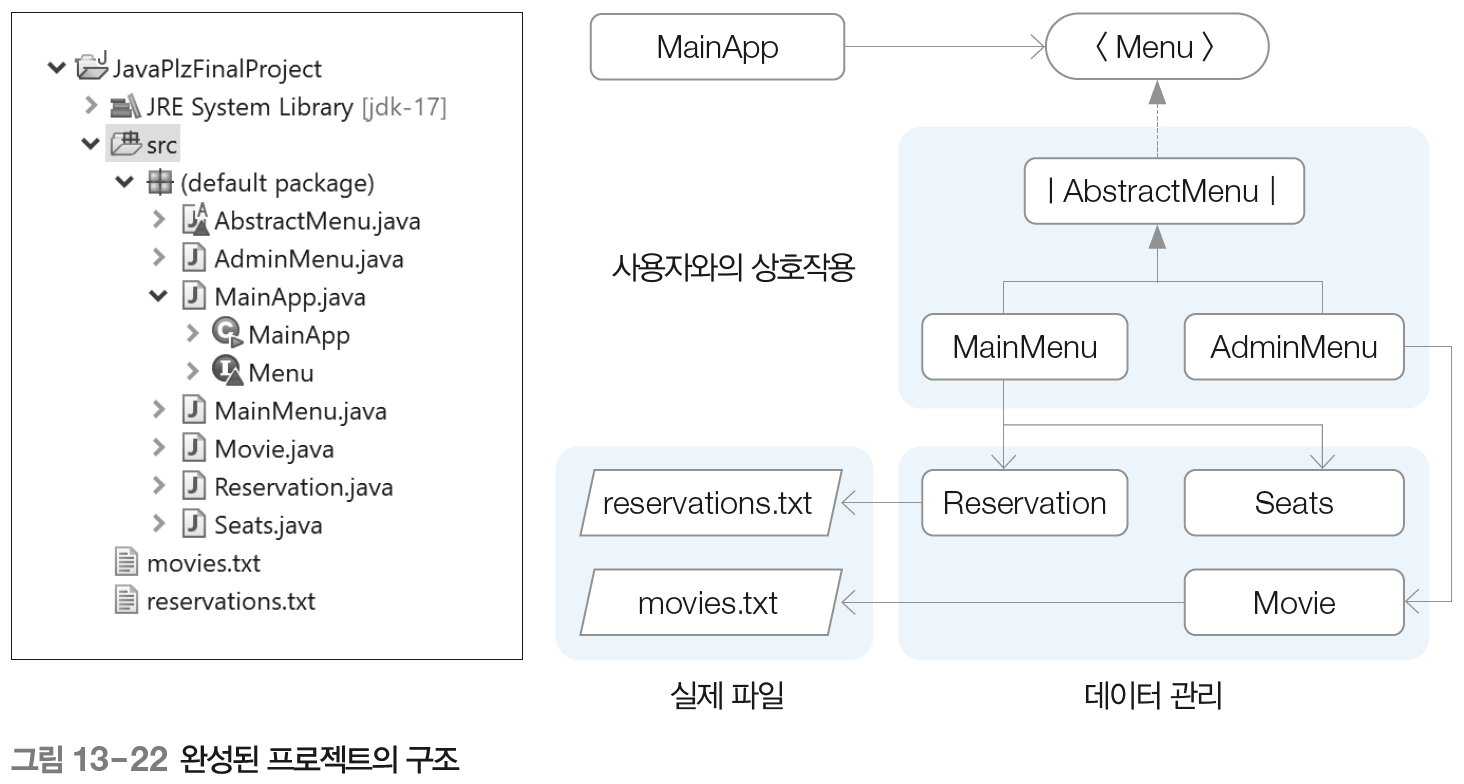 JavaPlzFinalProject
JRE System Library [jdk-17]
src
(default package)
AbstractMenu.java
AdminMenu.java
MainApp.java
MainApp
Menu
MainMenu.java
Movie.java
Reservation.java
Seats.java
movies.txt
reservations.txt
MainApp
〈 Menu 〉
| AbstractMenu |
사용자와의 상호작용
MainMenu
AdminMenu
reservations.txt
Reservation
Seats
movies.txt
Movie
실제 파일
데이터 관리
그림 13-22 완성된 프로젝트의 구조